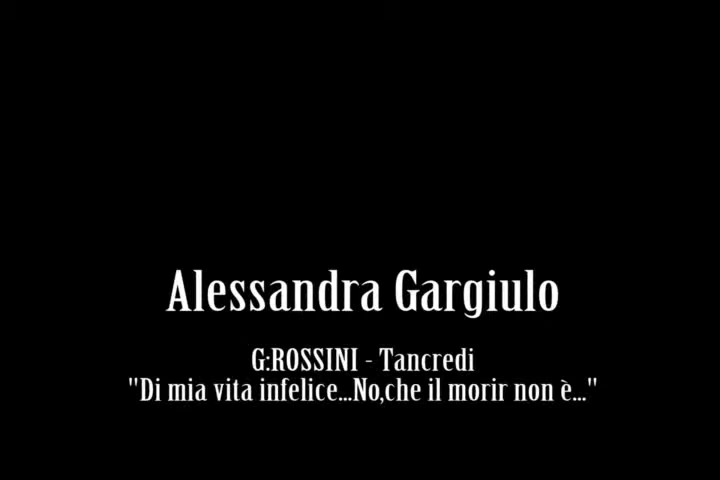 Alessandra Gargiulo
G:ROSSINI - Tancredi
"Di mia vita infelice...No,che il morir non è..."